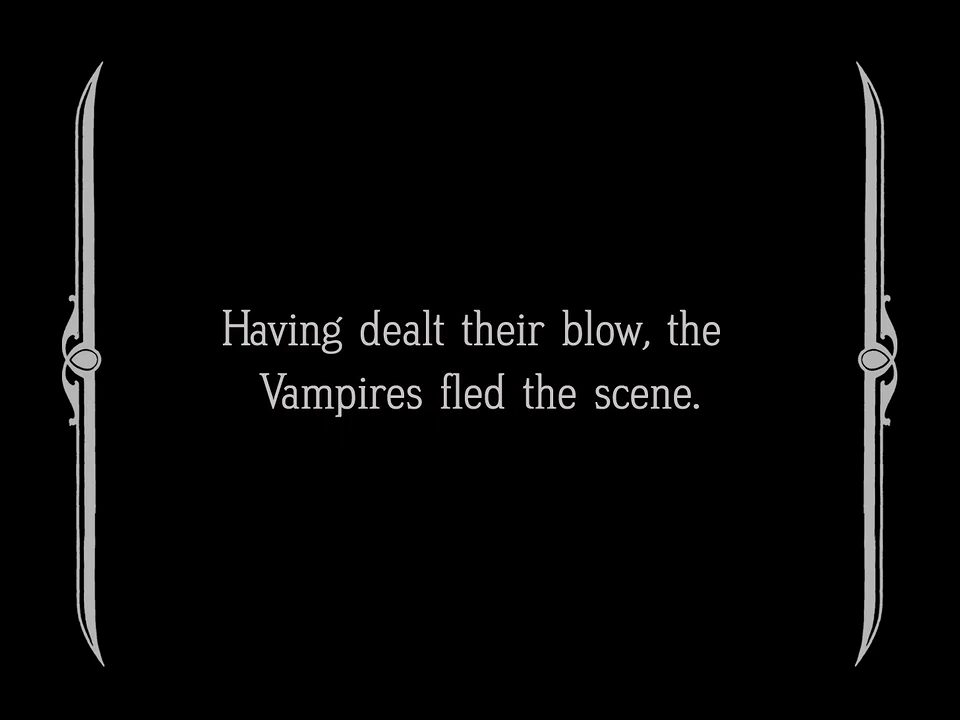 Having dealt their blow, the
Vampires fled the scene.